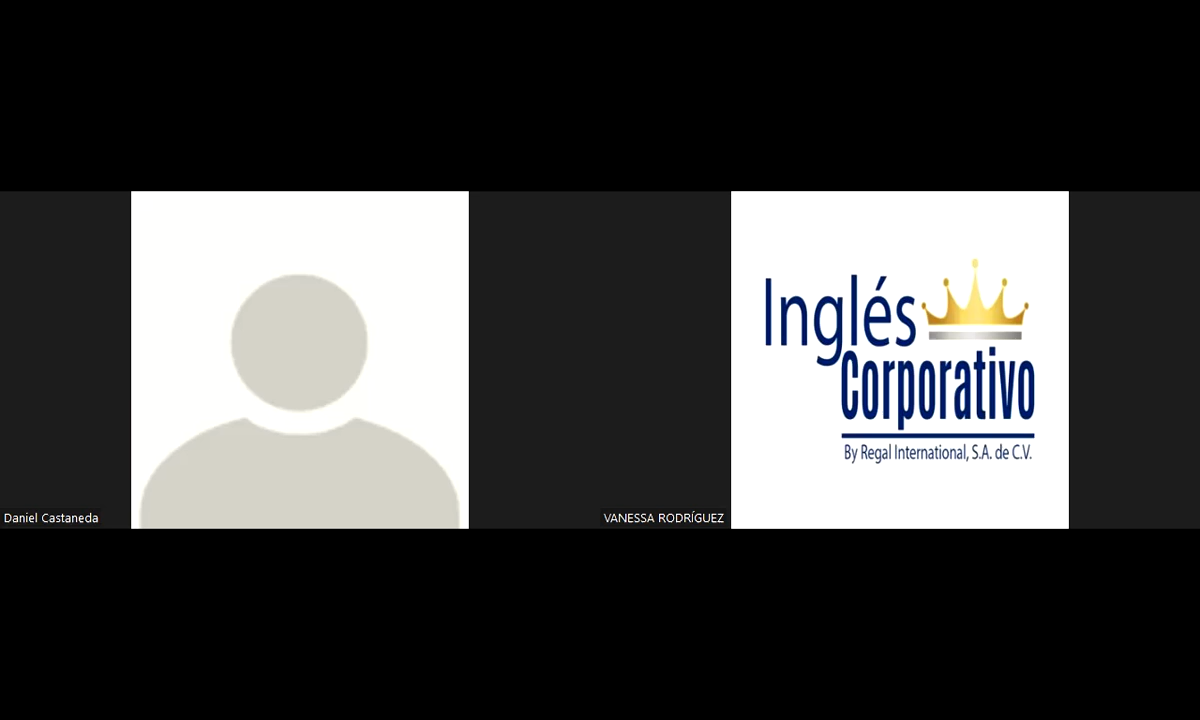 Daniel Castaneda
VANESSA RODRÍGUEZ
Inglés
Corporativo
By Regal International, S.A. de C.V.